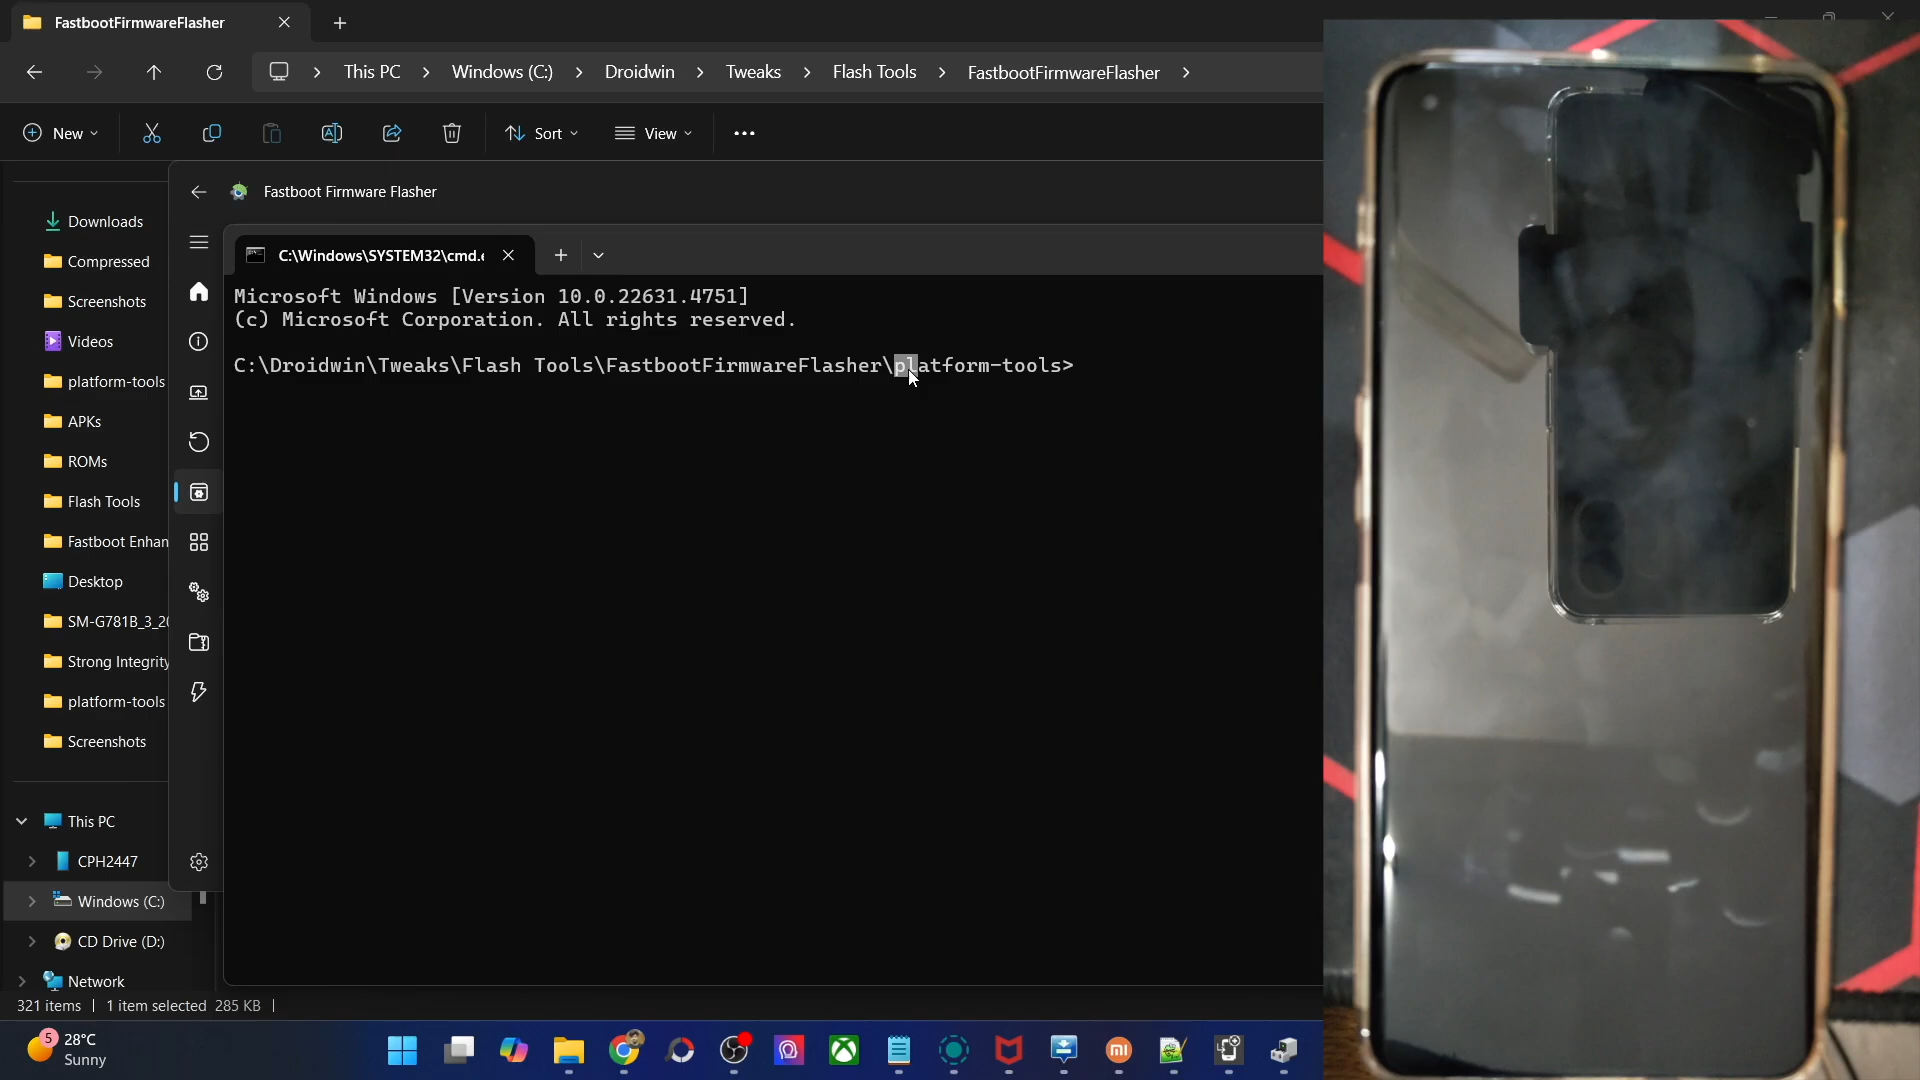 FastbootFirmwareFlasher
This PC
Windows (C:)
Droidwin
Tweaks
Flash Tools
FastbootFirmwareFlasher
New
Sort
View
Downloads
Compressed
Screenshots
Videos
platform-tools
APKs
ROMs
Flash Tools
Fastboot Enhan
Desktop
SM-G781B_3_20
Strong Integrity
platform-tools
Screenshots
This PC
CPH2447
Windows (C:)
CD Drive (D:)
Network
321 items
1 item selected 285 KB
Fastboot Firmware Flasher
C:\Windows\SYSTEM32\cmd.e
Microsoft Windows [Version 10.0.22631.4751]
(c) Microsoft Corporation. All rights reserved.
C:\Droidwin\Tweaks\Flash Tools\FastbootFirmwareFlasher\platform-tools>
5
28°C
Sunny
mi